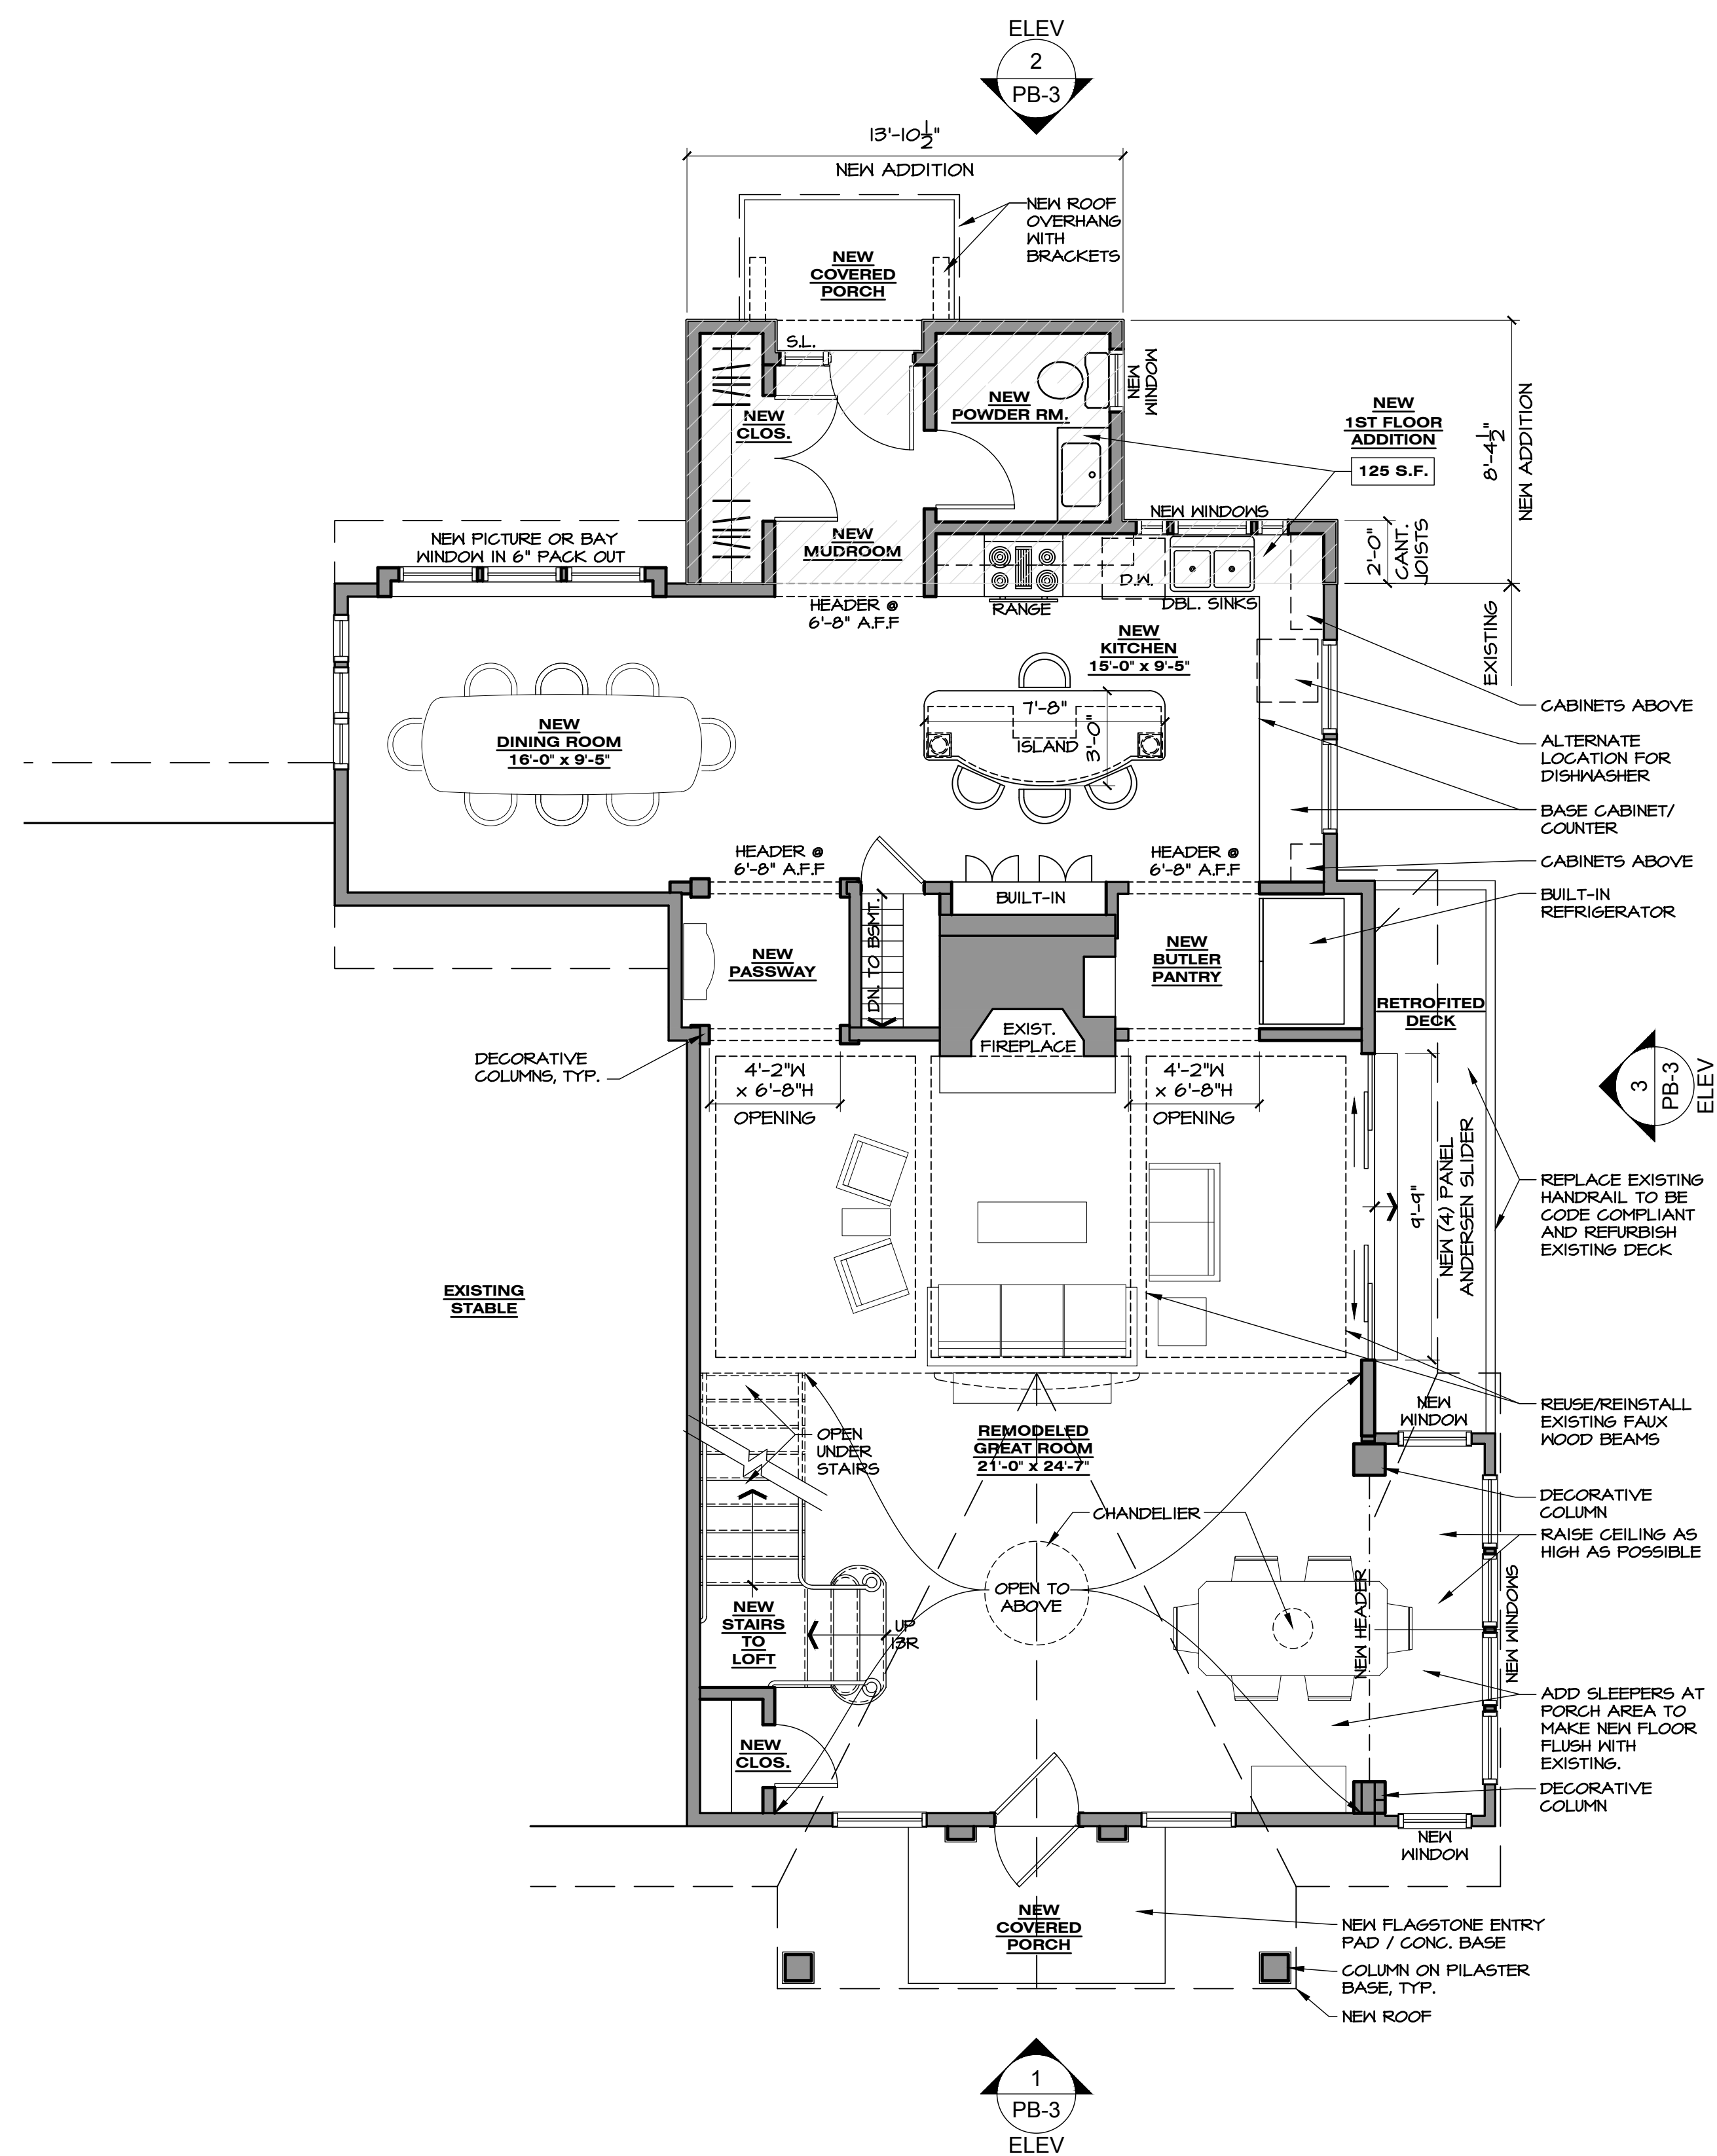 ELEV
2
PB-3
13'-10 1/2"
NEW ADDITION
NEW ROOF
OVERHANG
WITH
BRACKETS
NEW
COVERED
PORCH
S.L.
NEW
CLOS.
NEW
POWDER RM.
NEW
WINDOW
NEW
1ST FLOOR
ADDITION
125 S.F.
8'-4 1/2"
NEW ADDITION
NEW WINDOWS
2'-0"
CANT.
JOISTS
NEW PICTURE OR BAY
WINDOW IN 6" PACK OUT
NEW
MUDROOM
D.W.
HEADER @
6'-8" A.F.F
RANGE
DBL. SINKS
EXISTING
NEW
KITCHEN
15'-0" x 9'-5"
CABINETS ABOVE
7'-8"
ISLAND
3'-0"
NEW
DINING ROOM
16'-0" x 9'-5"
ALTERNATE
LOCATION FOR
DISHWASHER
BASE CABINET/
COUNTER
HEADER @
6'-8" A.F.F
HEADER @
6'-8" A.F.F
CABINETS ABOVE
BUILT-IN
BUILT-IN
REFRIGERATOR
DN. TO BSMT.
NEW
PASSWAY
NEW
BUTLER
PANTRY
RETROFITED
DECK
EXIST.
FIREPLACE
DECORATIVE
COLUMNS, TYP.
4'-2"W
x 6'-8"H
OPENING
4'-2"W
x 6'-8"H
OPENING
3
PB-3
ELEV
9'-9"
NEW (4) PANEL
ANDERSEN SLIDER
REPLACE EXISTING
HANDRAIL TO BE
CODE COMPLIANT
AND REFURBISH
EXISTING DECK
EXISTING
STABLE
REUSE/REINSTALL
EXISTING FAUX
WOOD BEAMS
NEW
WINDOW
OPEN
UNDER
STAIRS
REMODELED
GREAT ROOM
21'-0" x 24'-7"
DECORATIVE
COLUMN
CHANDELIER
RAISE CEILING AS
HIGH AS POSSIBLE
OPEN TO
ABOVE
NEW HEADER
NEW WINDOWS
NEW
STAIRS
TO
LOFT
UP
13R
ADD SLEEPERS AT
PORCH AREA TO
MAKE NEW FLOOR
FLUSH WITH
EXISTING.
NEW
CLOS.
DECORATIVE
COLUMN
NEW
WINDOW
NEW
COVERED
PORCH
NEW FLAGSTONE ENTRY
PAD / CONC. BASE
COLUMN ON PILASTER
BASE, TYP.
NEW ROOF
1
PB-3
ELEV